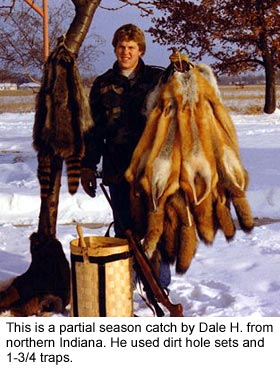 This is a partial season catch by Dale H. from
northern Indiana. He used dirt hole sets and
1-3/4 traps.